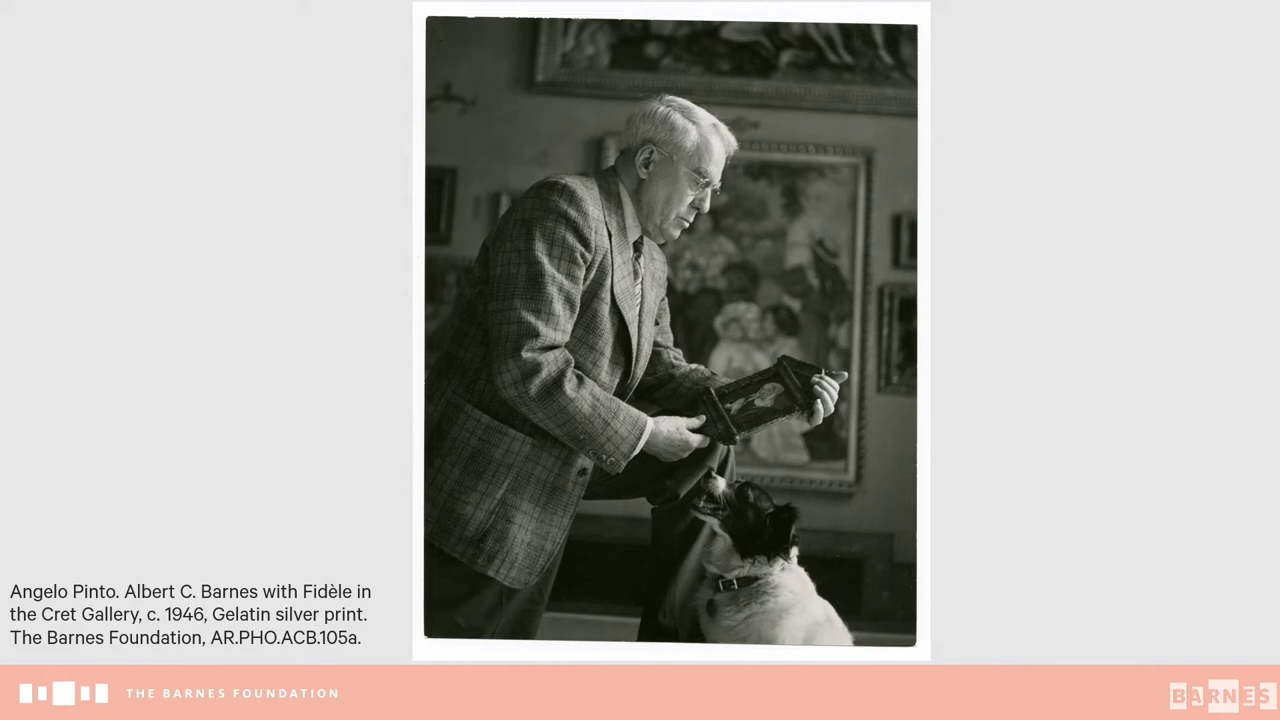 Angelo Pinto. Albert C. Barnes with Fidèle in
the Cret Gallery, c. 1946, Gelatin silver print.
The Barnes Foundation, AR.PHO.ACB.105a.
THE BARNES FOUNDATION
BARNES